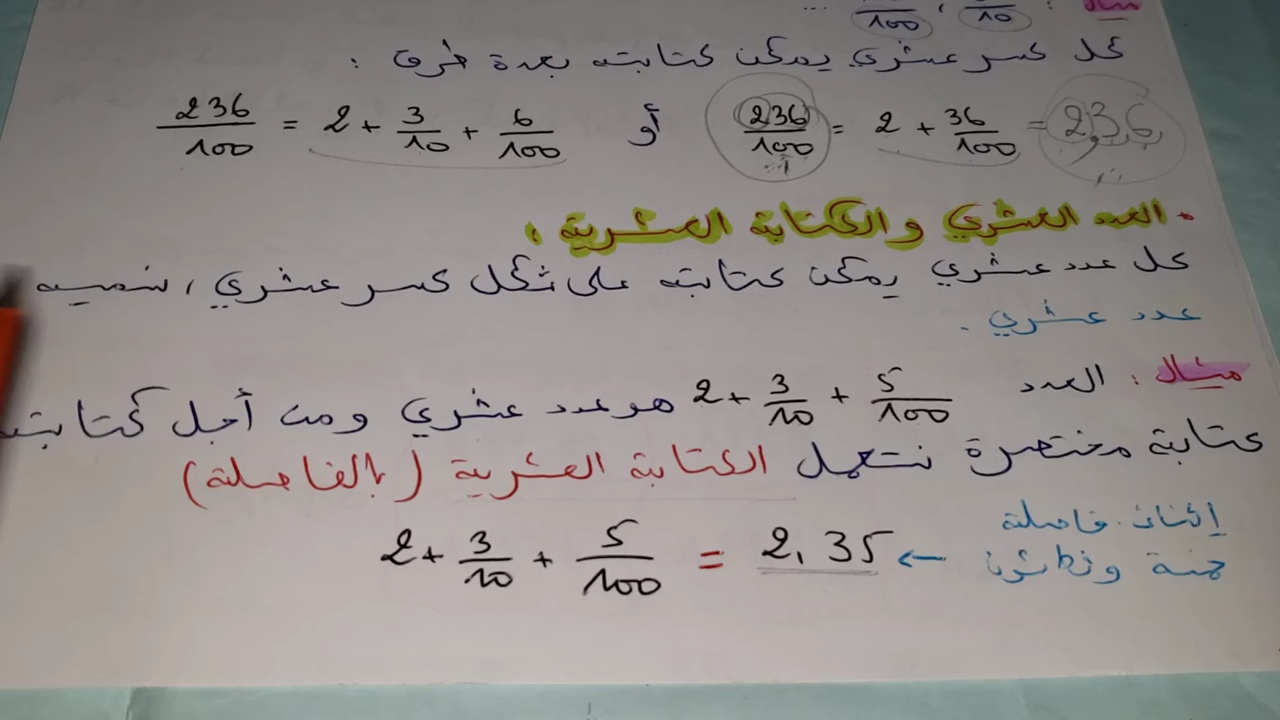 مثال : /10 ، /100 ...
كل كسر عشري يمكن كتابته بعدة طرق :
236/100 = 2 + 3/10 + 6/100 أو 236/100 = 2 + 36/100 = 2,36
• العدد العشري والكتابة العشرية :
كل عدد عشري يمكن كتابته على شكل كسر عشري ، نسميه
عدد عشري .
مثال : العدد 2 + 3/10 + 5/100 هو عدد عشري ومن أجل كتابته
كتابة مختصرة نستعمل الكتابة العشرية (بالفاصلة)
2 + 3/10 + 5/100 = 2,35 ← إثنان فاصلة
خمسة وثلاثون